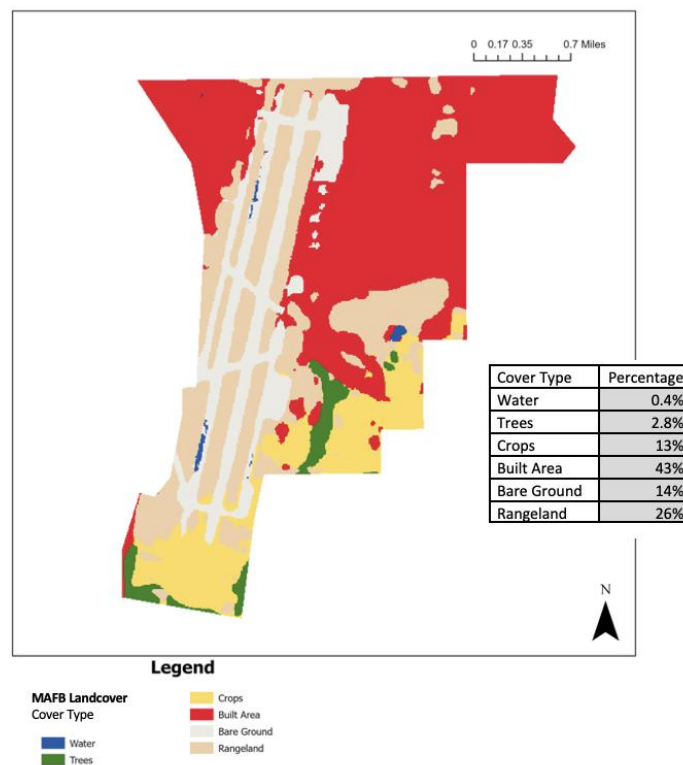 0 0.17 0.35 0.7 Miles
Cover Type Percentage
Water 0.4%
Trees 2.8%
Crops 13%
Built Area 43%
Bare Ground 14%
Rangeland 26%
N
Legend
MAFB Landcover
Cover Type
Water
Trees
Crops
Built Area
Bare Ground
Rangeland